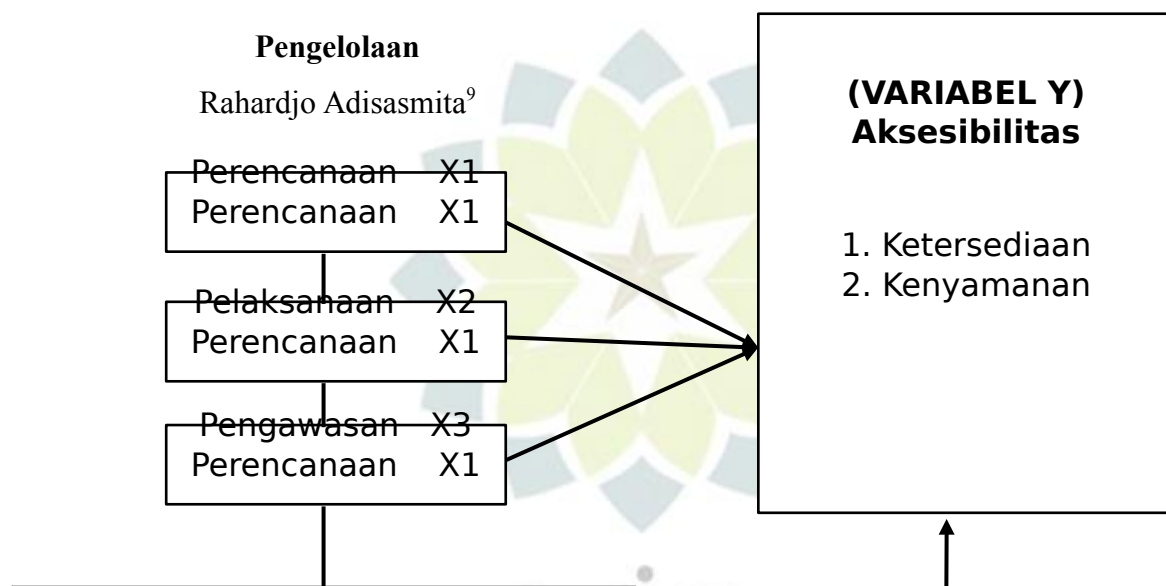 Pengelolaan
Rahardjo Adisasmita9
Perencanaan X1
Perencanaan X1
Pelaksanaan X2
Perencanaan X1
Pengawasan X3
Perencanaan X1
(VARIABEL Y)
Aksesibilitas
1. Ketersediaan
2. Kenyamanan